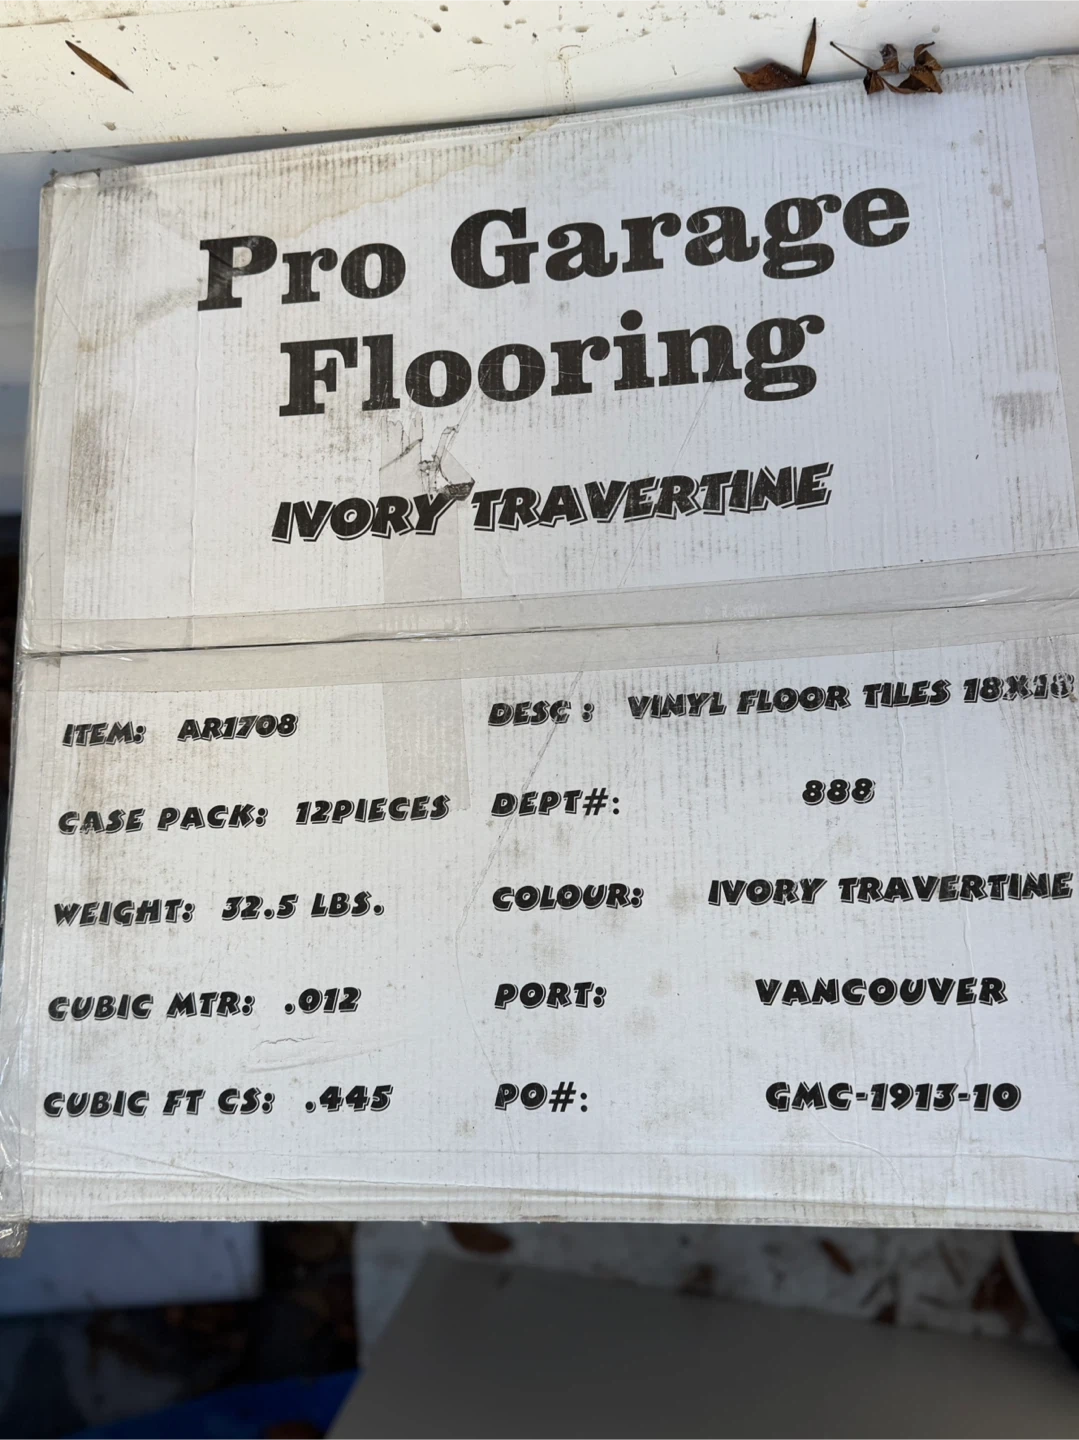 Pro Garage
Flooring
IVORY TRAVERTINE
ITEM: AR1708
DESC : VINYL FLOOR TILES 18X18
CASE PACK: 12PIECES
DEPT#: 888
WEIGHT: 32.5 LBS.
COLOUR: IVORY TRAVERTINE
CUBIC MTR: .012
PORT: VANCOUVER
CUBIC FT CS: .445
PO#: GMC-1913-10